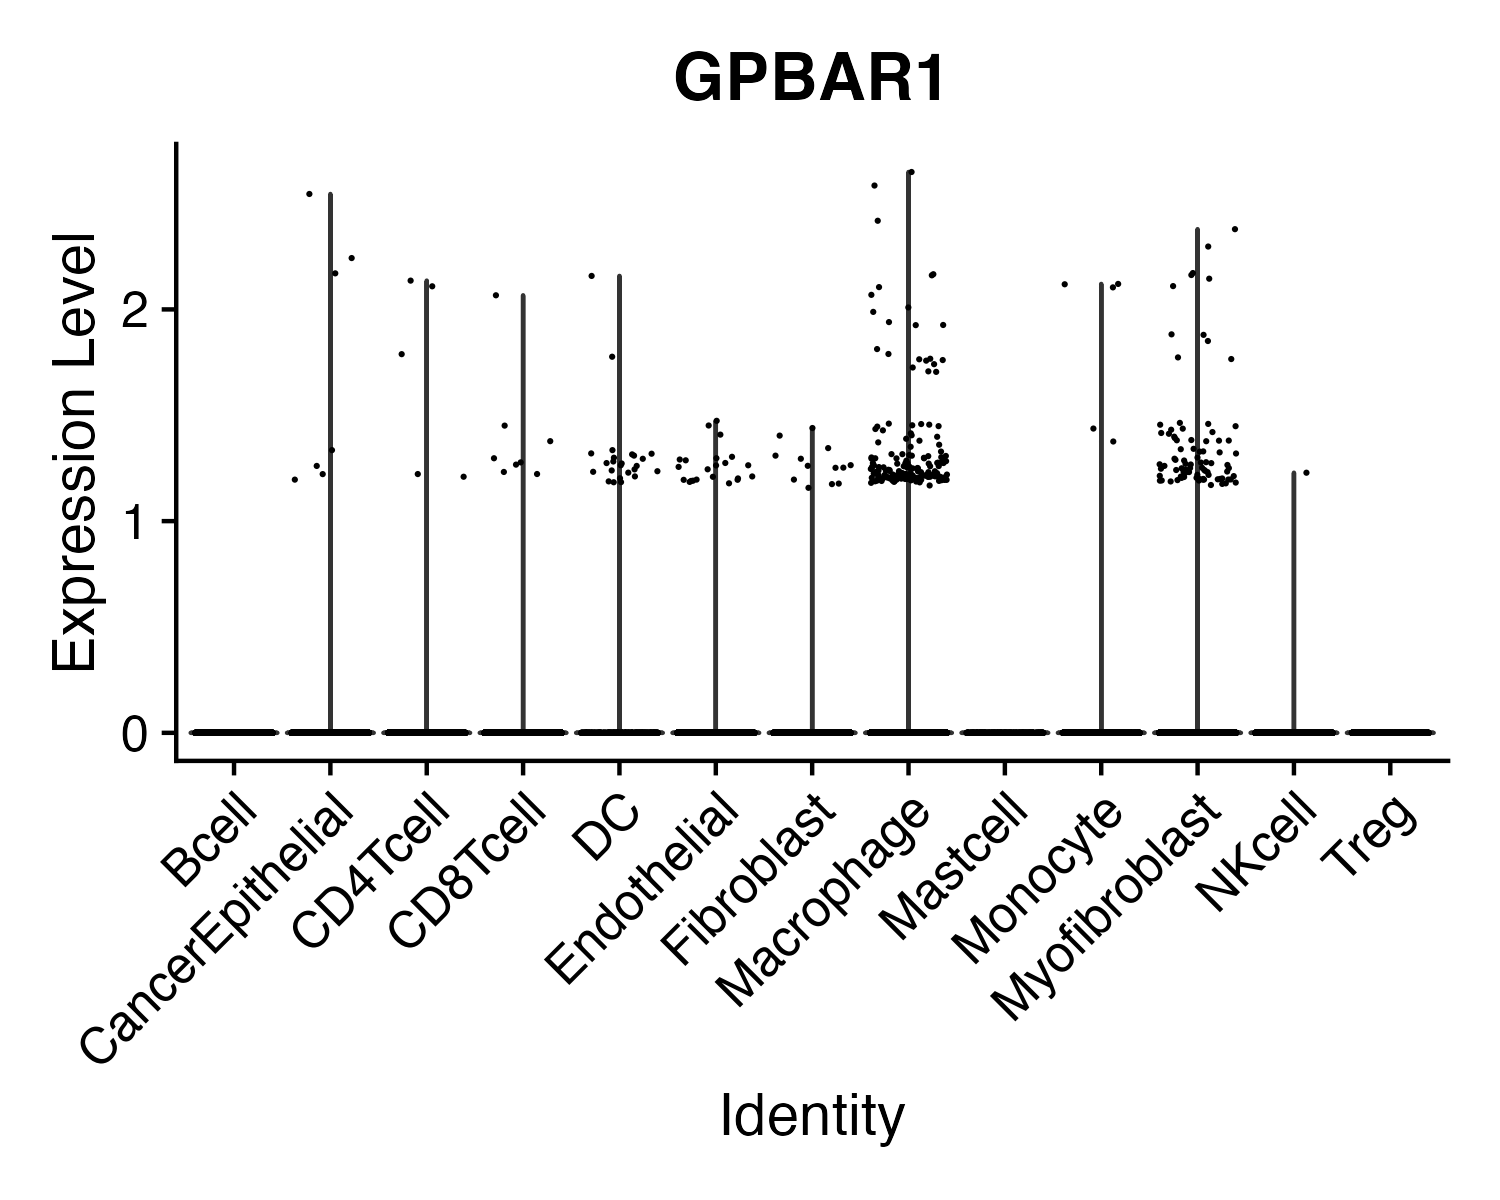 GPBAR1
Expression Level
2
1
0
Bcell
CancerEpithelial
CD4Tcell
CD8Tcell
DC
Endothelial
Fibroblast
Macrophage
Mastcell
Monocyte
Myofibroblast
NKcell
Treg
Identity